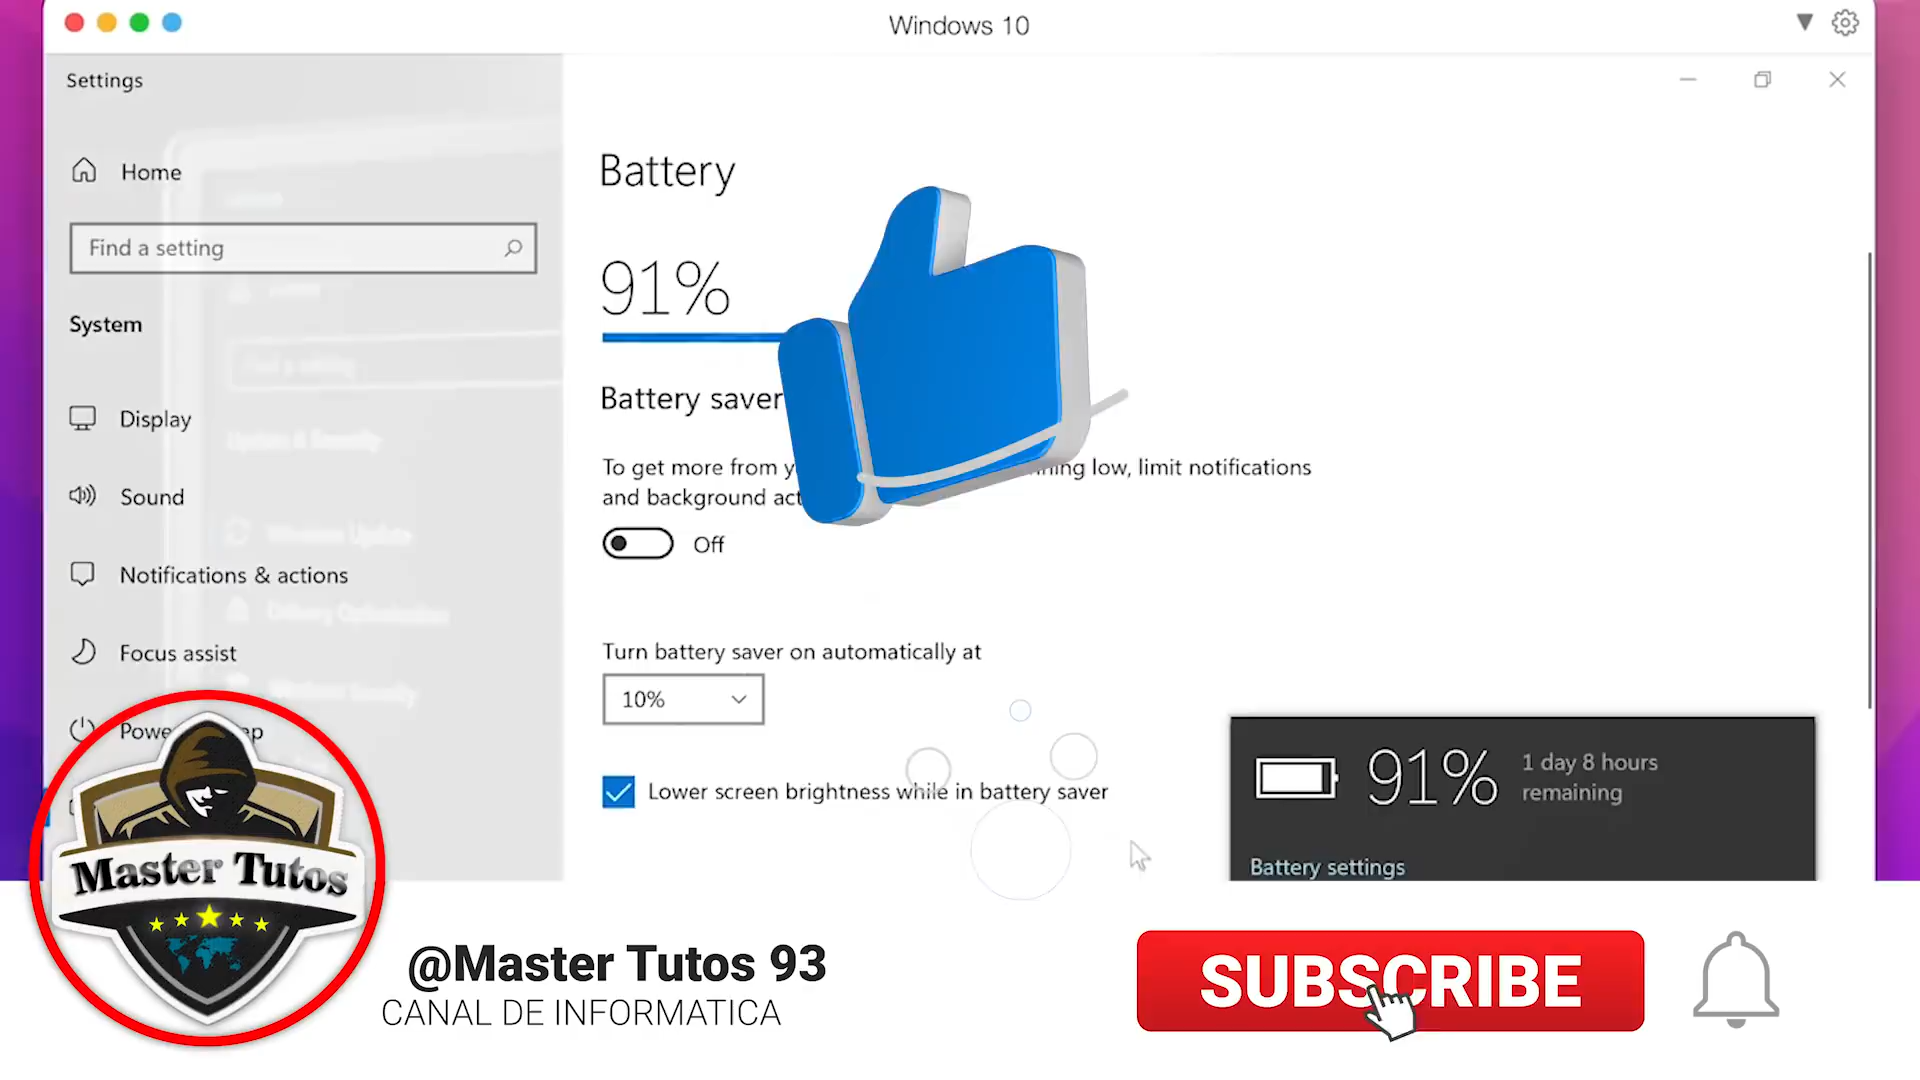 Windows 10
Settings
Home
Find a setting
System
Display
Sound
Notifications & actions
Focus assist
Battery
91%
Battery saver
To get more from
ning low, limit notifications
and background
Off
Turn battery saver on automatically at
10%
Lower screen brightness while in battery saver
91%
1 day 8 hours
remaining
Battery settings
Master Tutos
@Master Tutos 93
CANAL DE INFORMATICA
SUBSCRIBE